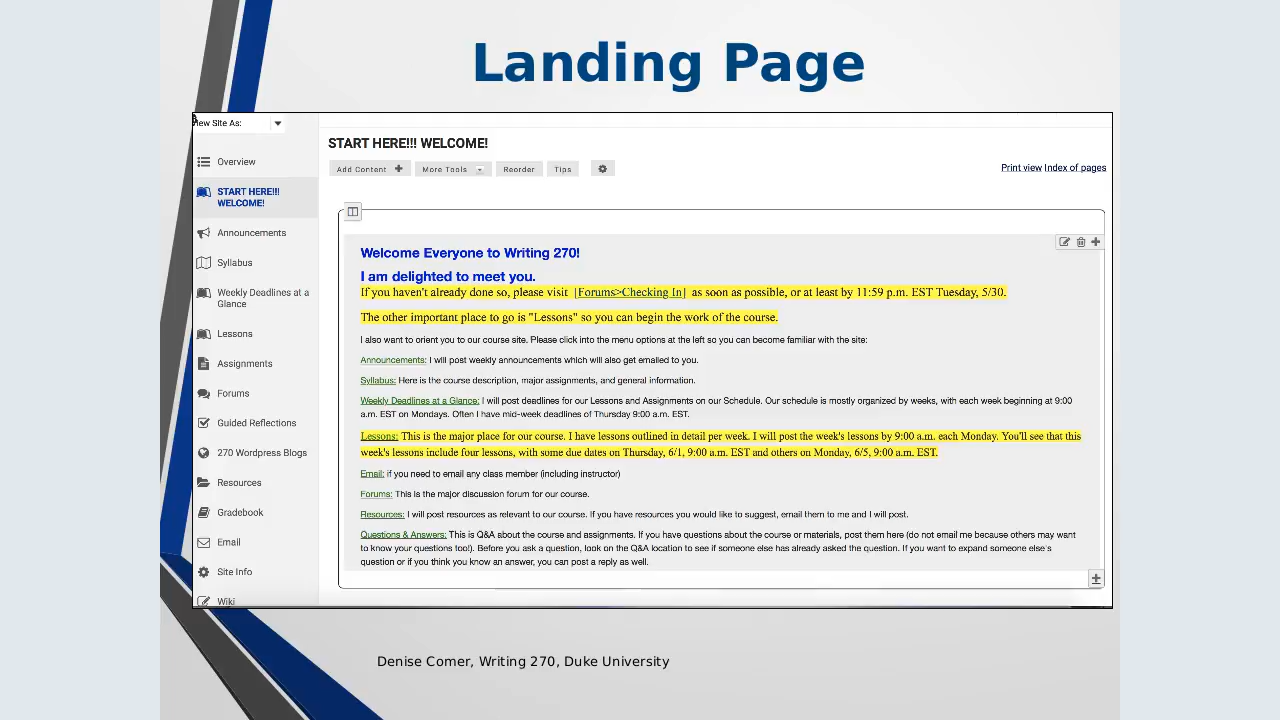 Landing Page
iew Site As:
Overview
START HERE!!!
WELCOME!
Announcements
Syllabus
Weekly Deadlines at a
Glance
Lessons
Assignments
Forums
Guided Reflections
270 Wordpress Blogs
Resources
Gradebook
Email
Site Info
Wiki
START HERE!!! WELCOME!
Add Content More Tools Reorder Tips
Print view Index of pages
Welcome Everyone to Writing 270!
I am delighted to meet you.
If you haven't already done so, please visit [Forums>Checking In] as soon as possible, or at least by 11:59 p.m. EST Tuesday, 5/30.
The other important place to go is "Lessons" so you can begin the work of the course.
I also want to orient you to our course site. Please click into the menu options at the left so you can become familiar with the site:
Announcements: I will post weekly announcements which will also get emailed to you.
Syllabus: Here is the course description, major assignments, and general information.
Weekly Deadlines at a Glance: I will post deadlines for our Lessons and Assignments on our Schedule. Our schedule is mostly organized by weeks, with each week beginning at 9:00
a.m. EST on Mondays. Often I have mid-week deadlines of Thursday 9:00 a.m. EST.
Lessons: This is the major place for our course. I have lessons outlined in detail per week. I will post the week's lessons by 9:00 a.m. each Monday. You'll see that this
week's lessons include four lessons, with some due dates on Thursday, 6/1, 9:00 a.m. EST and others on Monday, 6/5, 9:00 a.m. EST.
Email: if you need to email any class member (including instructor)
Forums: This is the major discussion forum for our course.
Resources: I will post resources as relevant to our course. If you have resources you would like to suggest, email them to me and I will post.
Questions & Answers: This is Q&A about the course and assignments. If you have questions about the course or materials, post them here (do not email me because others may want
to know your questions too!). Before you ask a question, look on the Q&A location to see if someone else has already asked the question. If you want to expand someone else's
question or if you think you know an answer, you can post a reply as well.
Denise Comer, Writing 270, Duke University